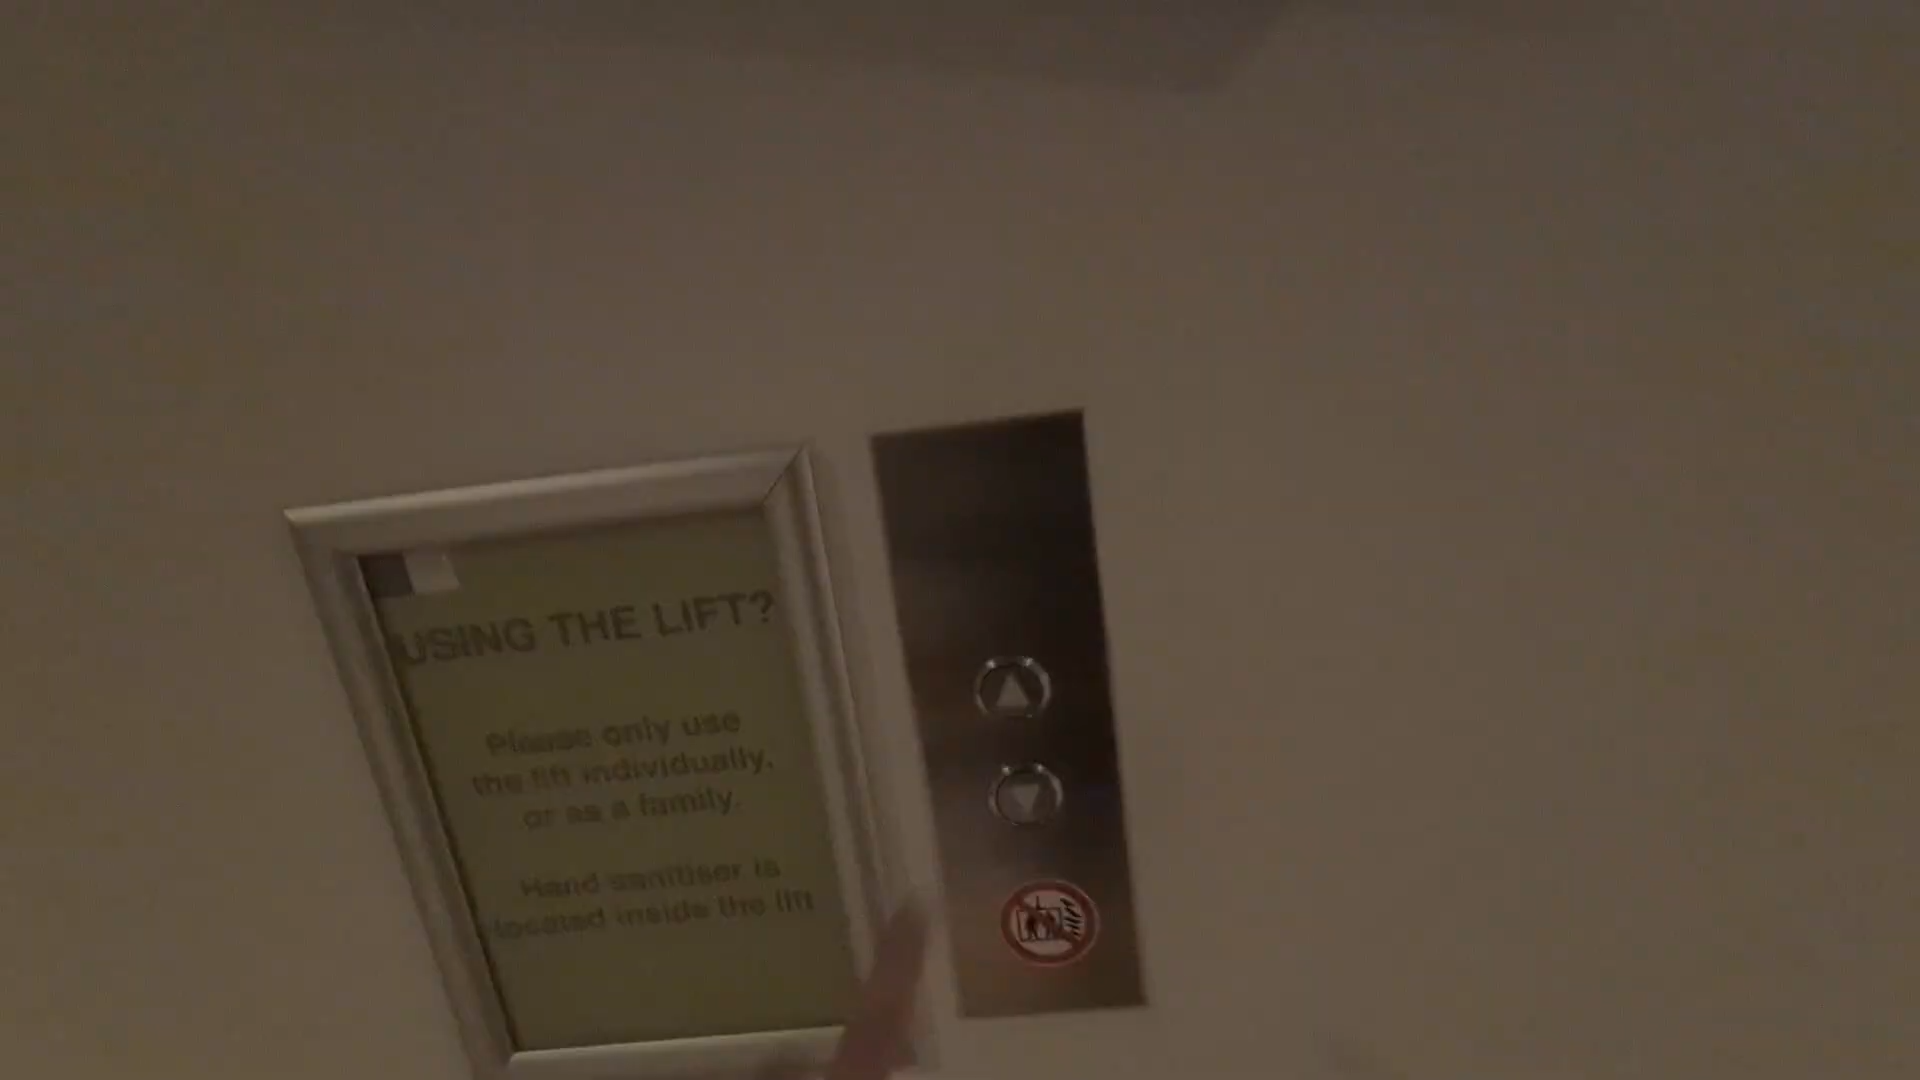 USING THE LIFT?
Please only use
the lift individually,
or as a family.
Hand sanitiser is
located inside the lift